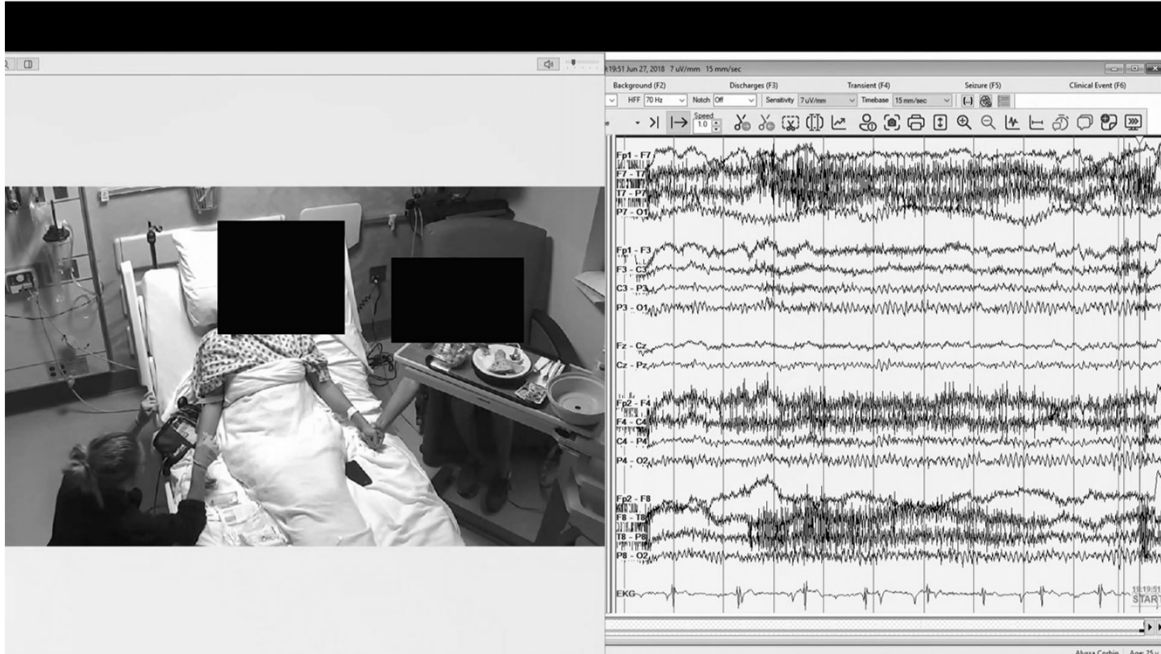 :19:51 Jun 27, 2018 7 uV/mm 15 mm/sec
Background (F2) Discharges (F3) Transient (F4) Seizure (F5) Clinical Event (F6)
HFF 70 Hz Notch Off Sensitivity 7 uV/mm Timebase 15 mm/sec
Speed
1.0
Fp1 - F7
F7 - T7
T7 - P7
P7 - O1
Fp1 - F3
F3 - C3
C3 - P3
P3 - O1
Fz - Cz
Cz - Pz
Fp2 - F4
F4 - C4
C4 - P4
P4 - O2
Fp2 - F8
F8 - T8
T8 - P8
P8 - O2
EKG
19:19:51
START